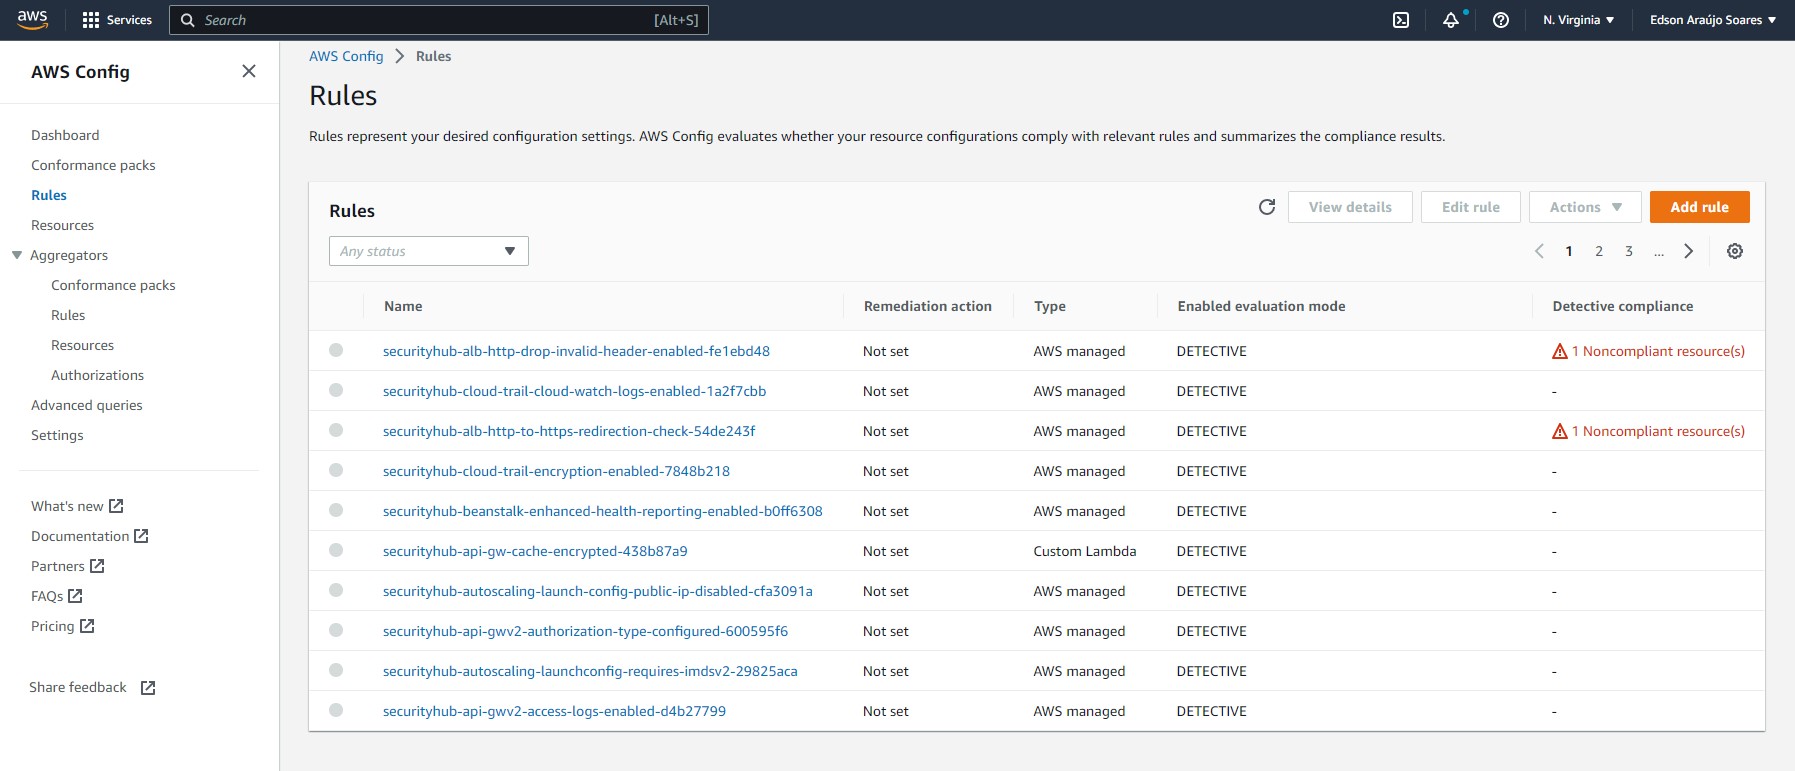 aws Services Search [Alt+S] N. Virginia ▼ Edson Araújo Soares ▼
AWS Config
Dashboard
Conformance packs
Rules
Resources
Aggregators
Conformance packs
Rules
Resources
Authorizations
Advanced queries
Settings
What's new
Documentation
Partners
FAQs
Pricing
Share feedback
AWS Config > Rules
Rules
Rules represent your desired configuration settings. AWS Config evaluates whether your resource configurations comply with relevant rules and summarizes the compliance results.
Rules View details Edit rule Actions ▼ Add rule
Any status 1 2 3 ...
Name Remediation action Type Enabled evaluation mode Detective compliance
securityhub-alb-http-drop-invalid-header-enabled-fe1ebd48 Not set AWS managed DETECTIVE 1 Noncompliant resource(s)
securityhub-cloud-trail-cloud-watch-logs-enabled-1a2f7cbb Not set AWS managed DETECTIVE -
securityhub-alb-http-to-https-redirection-check-54de243f Not set AWS managed DETECTIVE 1 Noncompliant resource(s)
securityhub-cloud-trail-encryption-enabled-7848b218 Not set AWS managed DETECTIVE -
securityhub-beanstalk-enhanced-health-reporting-enabled-b0ff6308 Not set AWS managed DETECTIVE -
securityhub-api-gw-cache-encrypted-438b87a9 Not set Custom Lambda DETECTIVE -
securityhub-autoscaling-launch-config-public-ip-disabled-cfa3091a Not set AWS managed DETECTIVE -
securityhub-api-gwv2-authorization-type-configured-600595f6 Not set AWS managed DETECTIVE -
securityhub-autoscaling-launchconfig-requires-imdsv2-29825aca Not set AWS managed DETECTIVE -
securityhub-api-gwv2-access-logs-enabled-d4b27799 Not set AWS managed DETECTIVE -